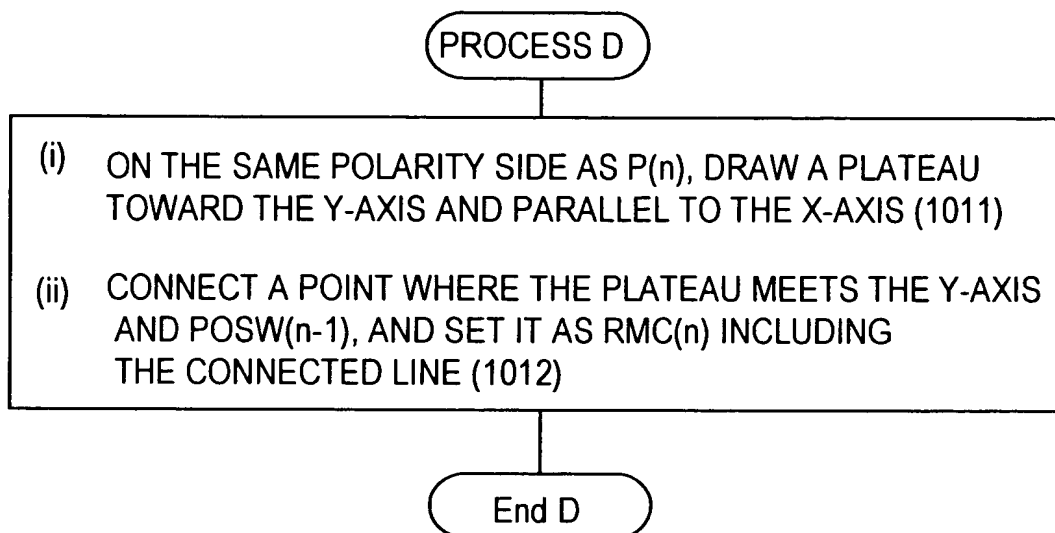 PROCESS D
(i) ON THE SAME POLARITY SIDE AS P(n), DRAW A PLATEAU
TOWARD THE Y-AXIS AND PARALLEL TO THE X-AXIS (1011)
(ii) CONNECT A POINT WHERE THE PLATEAU MEETS THE Y-AXIS
AND POSW(n-1), AND SET IT AS RMC(n) INCLUDING
THE CONNECTED LINE (1012)
End D